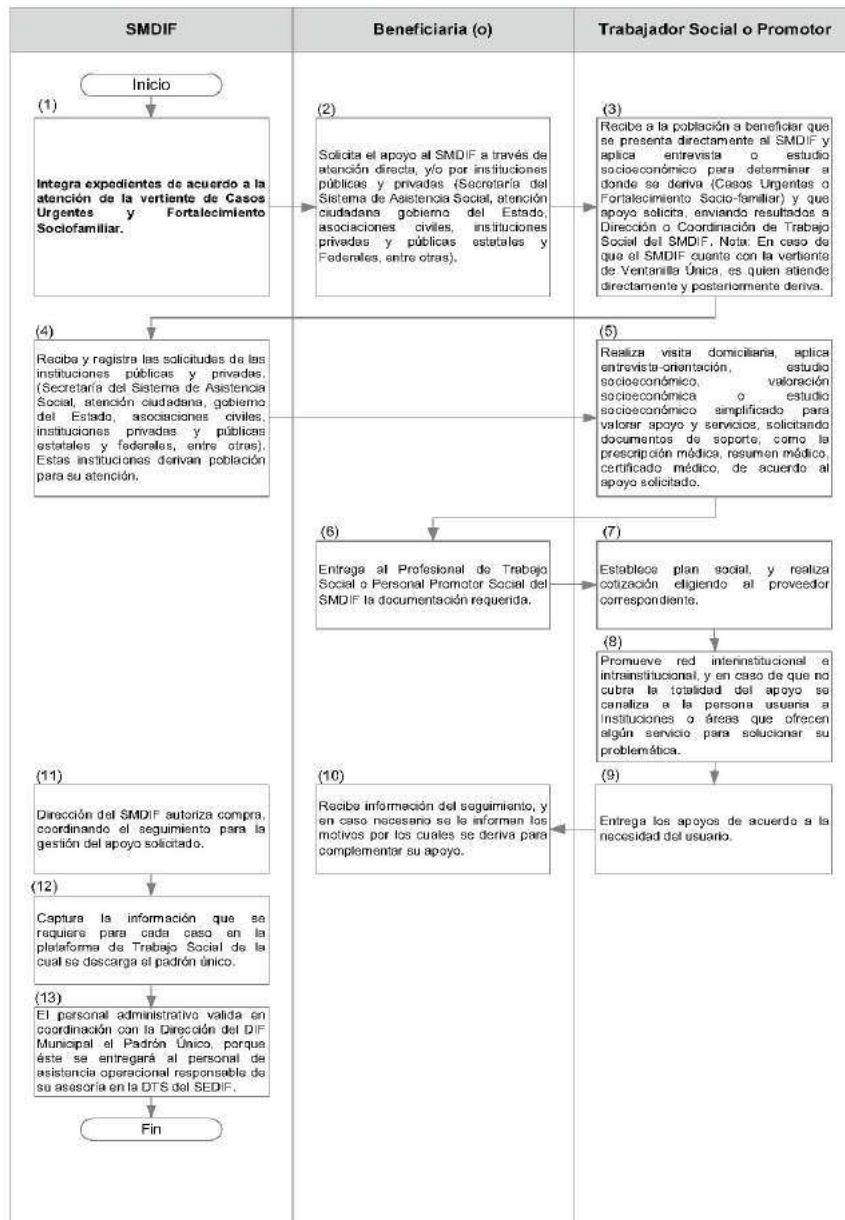 SMDIF
Beneficiaria (o)
Trabajador Social o Promotor
Inicio
(1)
Integra expedientes de acuerdo a la
atención de la vertiente de Casos
Urgentes y Fortalecimiento
Sociofamiliar.
(2)
Solicita el apoyo al SMDIF a través de
atención directa, y/o por instituciones
públicas y privadas (Secretaría del
Sistema de Asistencia Social, atención
ciudadana gobierno del Estado,
asociaciones civiles, instituciones
privadas y públicas estatales y
Federales, entre otras).
(3)
Recibe a la población a beneficiar que
se presenta directamente al SMDIF y
aplica entrevista o estudio
socioeconómico para determinar a
donde se deriva (Casos Urgentes o
Fortalecimiento Socio-familiar) y que
apoyo solicita, enviando resultados a
Dirección o Coordinación de Trabajo
Social del SMDIF. Nota: En caso de
que el SMDIF cuente con la vertiente
de Ventanilla Única, es quien atiende
directamente y posteriormente deriva.
(4)
Recibe y registra las solicitudes de las
instituciones públicas y privadas.
(Secretaría del Sistema de Asistencia
Social, atención ciudadana, gobierno
del Estado, asociaciones civiles,
instituciones privadas y públicas
estatales y federales, entre otras).
Estas instituciones derivan población
para su atención.
(5)
Realiza visita domiciliaria, aplica
entrevista-orientación, estudio
socioeconómico, valoración
socioeconómica o estudio
socioeconómico simplificado para
valorar apoyo y servicios, solicitando
documentos de soporte, como la
prescripción médica, resumen médico,
certificado médico, de acuerdo al
apoyo solicitado.
(6)
Entrega al Profesional de Trabajo
Social o Personal Promotor Social del
SMDIF la documentación requerida.
(7)
Establece plan social, y realiza
cotización eligiendo al proveedor
correspondiente.
(8)
Promueve red interinstitucional e
intrainstitucional, y en caso de que no
cubra la totalidad del apoyo se
canaliza a la persona usuaria a
Instituciones o áreas que ofrecen
algún servicio para solucionar su
problemática.
(9)
Entrega los apoyos de acuerdo a la
necesidad del usuario.
(10)
Recibe información del seguimiento, y
en caso necesario se le informan los
motivos por los cuales se deriva para
complementar su apoyo.
(11)
Dirección del SMDIF autoriza compra,
coordinando el seguimiento para la
gestión del apoyo solicitado.
(12)
Captura la información que se
requiere para cada caso en la
plataforma de Trabajo Social de la
cual se descarga el padrón único.
(13)
El personal administrativo valida en
coordinación con la Dirección del DIF
Municipal el Padrón Único, porque
éste se entregará al personal de
asistencia operacional responsable de
su asesoría en la DTS del SEDIF.
Fin